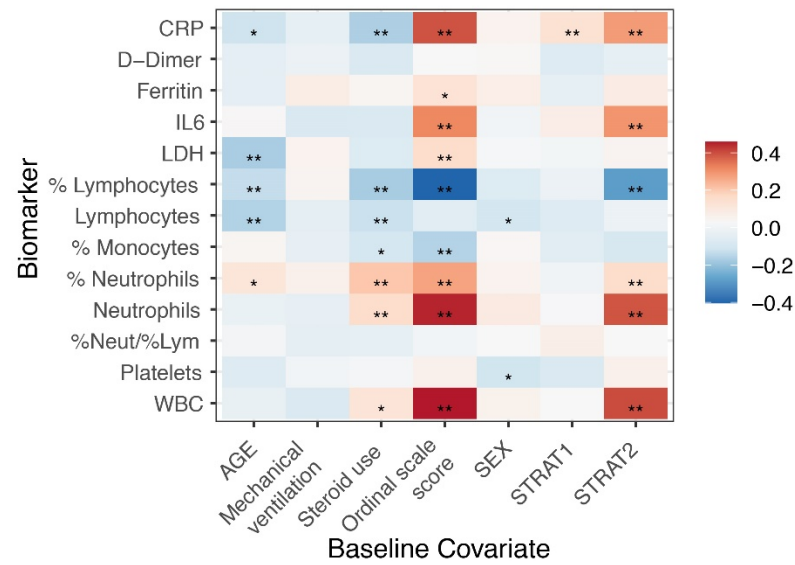 CRP * ** ** ** **
D-Dimer
Ferritin *
IL6 ** **
LDH ** **
% Lymphocytes ** ** ** **
Lymphocytes ** ** *
% Monocytes * **
% Neutrophils * ** ** **
Neutrophils ** ** **
%Neut/%Lym
Platelets *
WBC * ** **
Biomarker
0.4
0.2
0.0
−0.2
−0.4
AGE
Mechanical
ventilation
Steroid use
Ordinal scale
score
SEX
STRAT1
STRAT2
Baseline Covariate